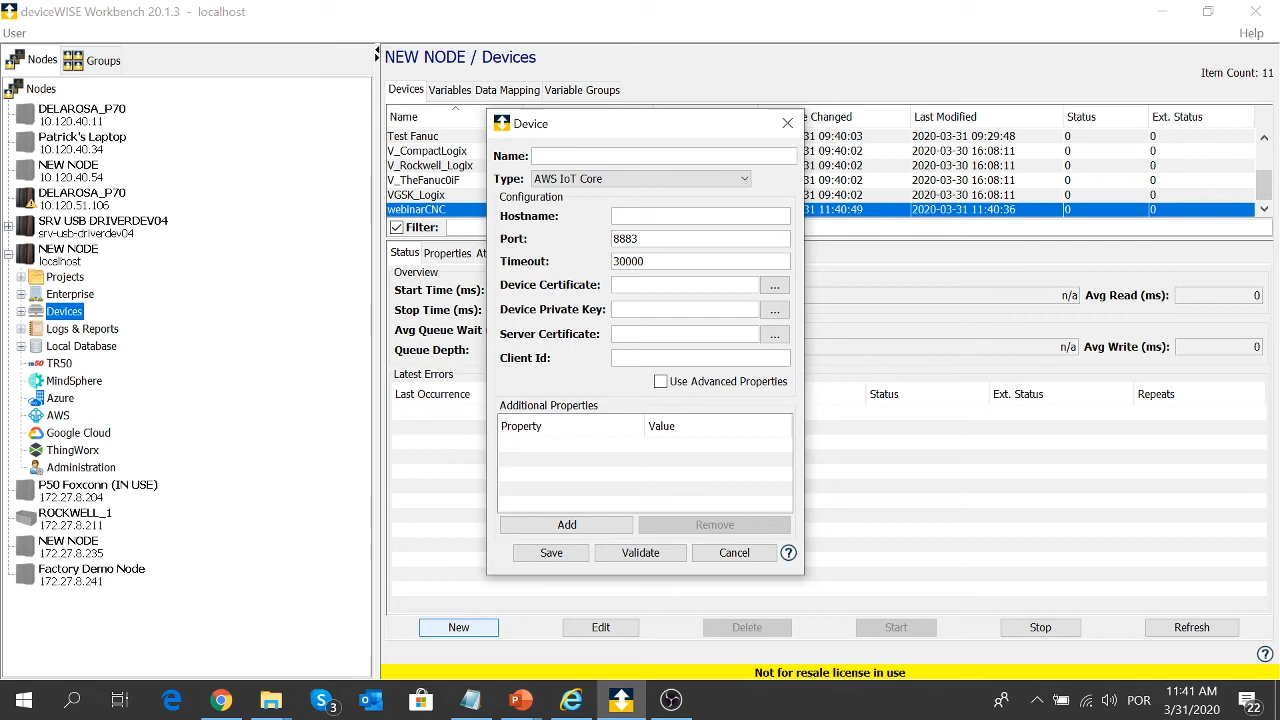 deviceWISE Workbench 20.1.3 - localhost
User
Help
Nodes
Groups
Nodes
DELAROSA_P70
10.120.40.11
Patrick's Laptop
10.120.40.34
NEW NODE
10.120.40.54
DELAROSA_P70
10.120.51.106
SRV USB DRIVERDEV04
srv-usb-driverdev04
NEW NODE
localhost
Projects
Enterprise
Devices
Logs & Reports
Local Database
TR50 TR50
MindSphere
Azure
AWS
Google Cloud
ThingWorx
Administration
P50 Foxconn (IN USE)
172.27.8.204
ROCKWELL_1
172.27.8.211
NEW NODE
172.27.8.235
Factory Demo Node
172.27.8.241
NEW NODE / Devices
Item Count: 11
Devices Variables Data Mapping Variable Groups
Name e Changed Last Modified Status Ext. Status
Test Fanuc 31 09:40:03 2020-03-31 09:29:48 0 0
V_CompactLogix 31 09:40:02 2020-03-30 16:08:11 0 0
V_Rockwell_Logix 31 09:40:02 2020-03-30 16:08:11 0 0
V_TheFanuc0iF 31 09:40:02 2020-03-30 16:08:11 0 0
VGSK_Logix 31 09:40:02 2020-03-30 16:08:11 0 0
webinarCNC 31 11:40:49 2020-03-31 11:40:36 0 0
Filter:
Status Properties At
Overview
Start Time (ms): n/a Avg Read (ms): 0
Stop Time (ms):
Avg Queue Wait n/a Avg Write (ms): 0
Queue Depth:
Latest Errors
Last Occurrence Status Ext. Status Repeats
Device
Name:
Type: AWS IoT Core
Configuration
Hostname:
Port: 8883
Timeout: 30000
Device Certificate: ...
Device Private Key: ...
Server Certificate: ...
Client Id:
Use Advanced Properties
Additional Properties
Property Value
Add Remove
Save Validate Cancel ?
New Edit Delete Start Stop Refresh
?
Not for resale license in use
3
POR
11:41 AM
3/31/2020
22